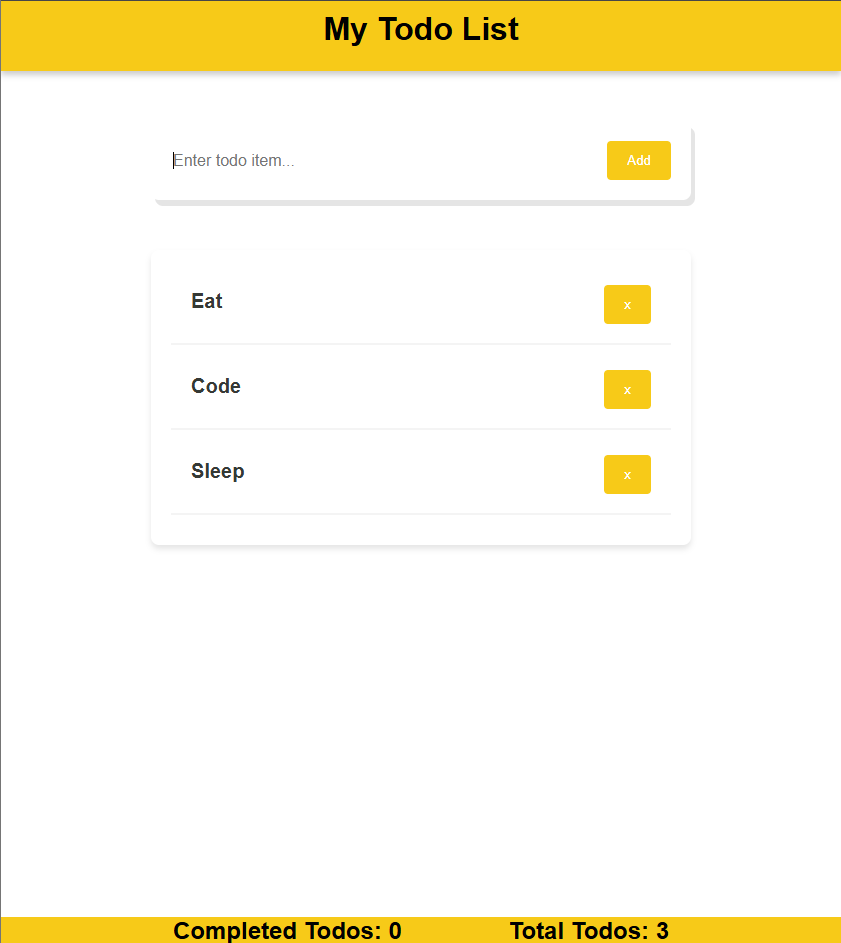 My Todo List
Enter todo item...
Add
Eat
x
Code
x
Sleep
x
Completed Todos: 0
Total Todos: 3